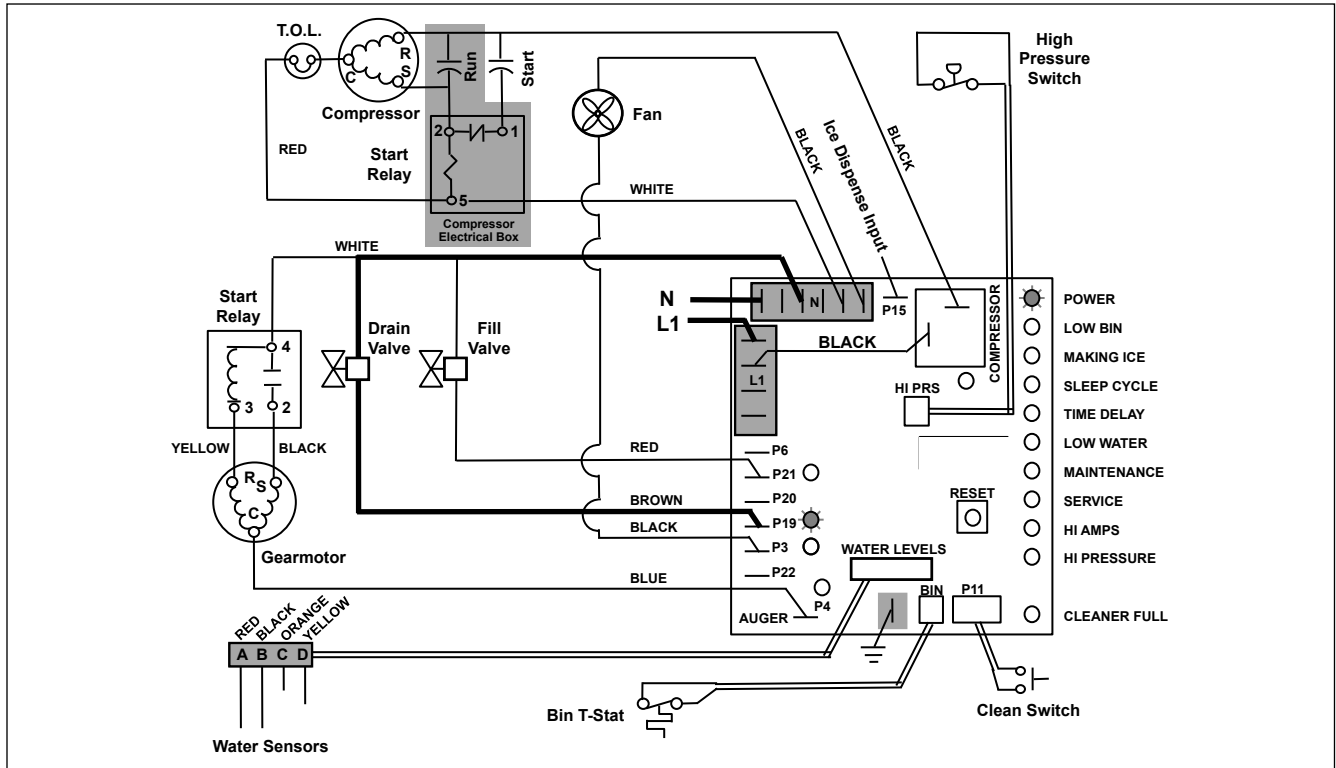 T.O.L.
R
S
C
Compressor
Run
Start
2
1
5
Start
Relay
Compressor
Electrical Box
RED
WHITE
Fan
BLACK
Ice Dispense Input
BLACK
High
Pressure
Switch
WHITE
Start
Relay
4
3
2
YELLOW
BLACK
R
S
C
Gearmotor
Drain
Valve
Fill
Valve
N
L1
N
P15
COMPRESSOR
BLACK
L1
HI PRS
POWER
LOW BIN
MAKING ICE
SLEEP CYCLE
TIME DELAY
LOW WATER
MAINTENANCE
SERVICE
HI AMPS
HI PRESSURE
CLEANER FULL
RED
P6
P21
BROWN
P20
P19
BLACK
P3
P22
BLUE
P4
AUGER
RESET
WATER LEVELS
BIN
P11
RED
BLACK
ORANGE
YELLOW
A B C D
Water Sensors
Bin T-Stat
Clean Switch